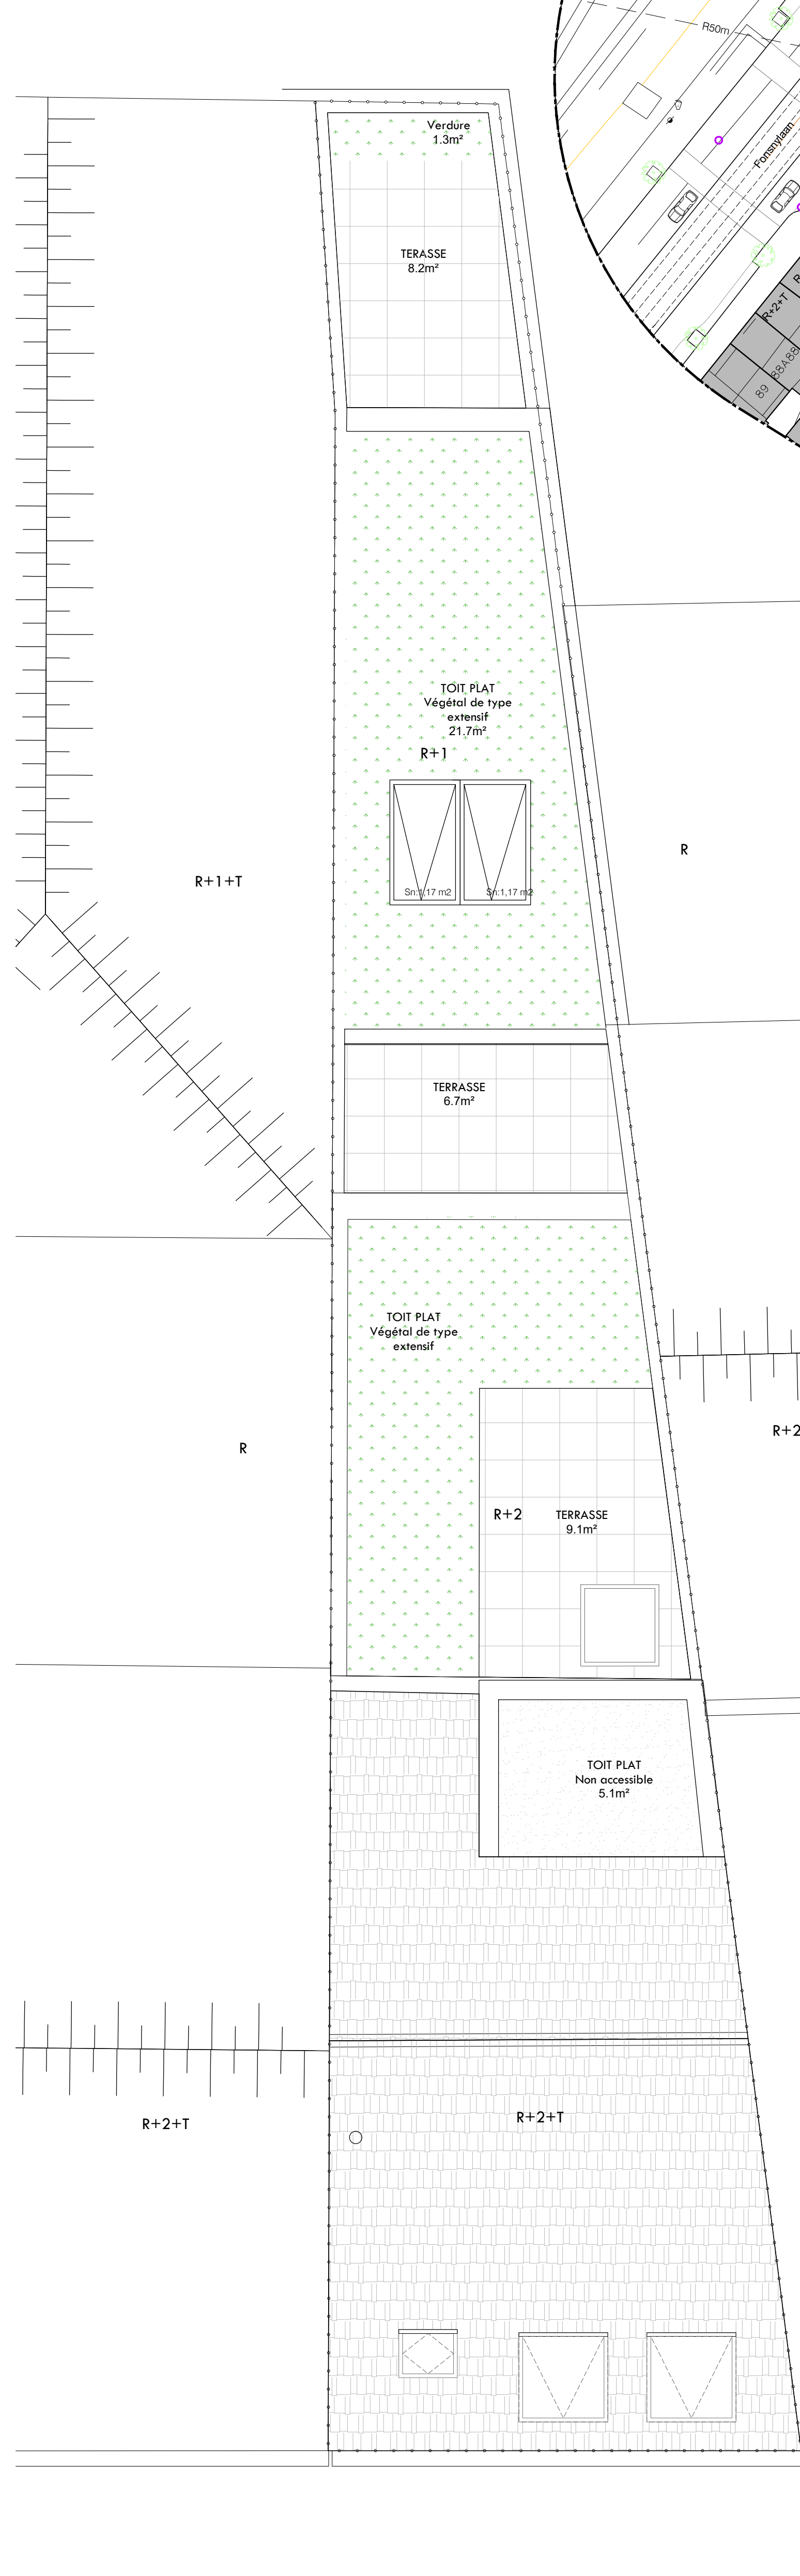 R50m
Fonsnylaan
R+2+T
R
88A88
89
Verdure
1.3m²
TERASSE
8.2m²
TOIT PLAT
Végétal de type
extensif
21.7m²
R+1
R
R+1+T
Sn:1,17 m2
Sn:1,17 m2
TERRASSE
6.7m²
TOIT PLAT
Végétal de type
extensif
R+2
R
R+2
TERRASSE
9.1m²
TOIT PLAT
Non accessible
5.1m²
R+2+T
R+2+T